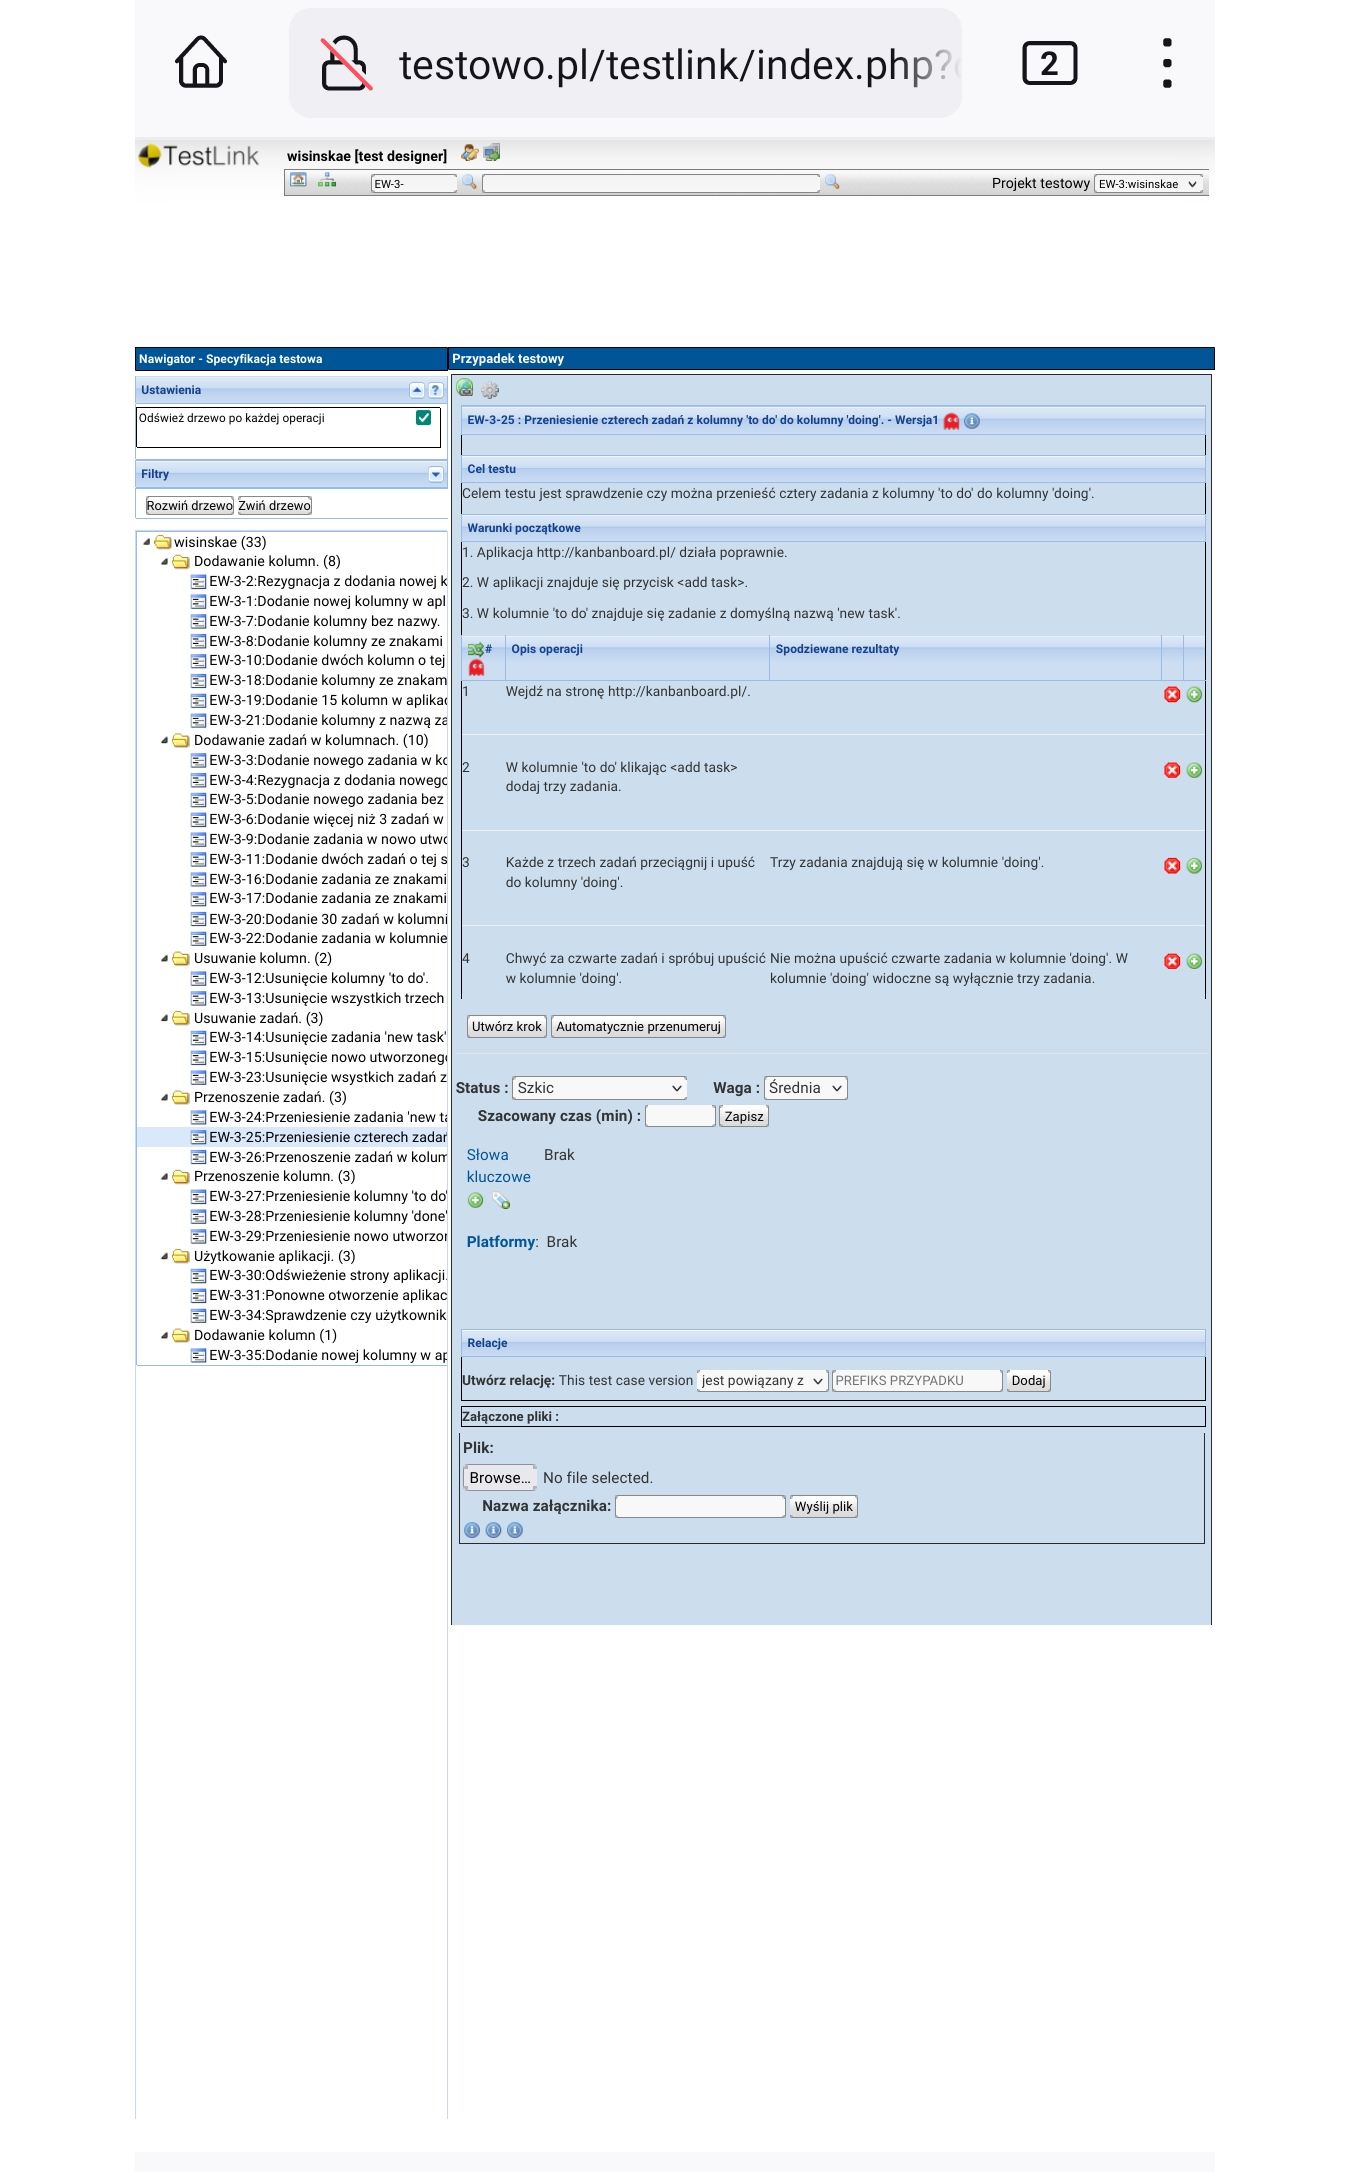 testowo.pl/testlink/index.php?
2
TestLink
wisinskae [test designer]
EW-3-
Projekt testowy EW-3:wisinskae
Nawigator - Specyfikacja testowa
Ustawienia
?
Odśwież drzewo po każdej operacji
Filtry
Rozwiń drzewo Zwiń drzewo
wisinskae (33)
Dodawanie kolumn. (8)
EW-3-2:Rezygnacja z dodania nowej k
EW-3-1:Dodanie nowej kolumny w apl
EW-3-7:Dodanie kolumny bez nazwy.
EW-3-8:Dodanie kolumny ze znakami
EW-3-10:Dodanie dwóch kolumn o tej
EW-3-18:Dodanie kolumny ze znakam
EW-3-19:Dodanie 15 kolumn w aplikac
EW-3-21:Dodanie kolumny z nazwą za
Dodawanie zadań w kolumnach. (10)
EW-3-3:Dodanie nowego zadania w ko
EW-3-4:Rezygnacja z dodania nowego
EW-3-5:Dodanie nowego zadania bez
EW-3-6:Dodanie więcej niż 3 zadań w
EW-3-9:Dodanie zadania w nowo utwo
EW-3-11:Dodanie dwóch zadań o tej s
EW-3-16:Dodanie zadania ze znakami
EW-3-17:Dodanie zadania ze znakami
EW-3-20:Dodanie 30 zadań w kolumni
EW-3-22:Dodanie zadania w kolumnie
Usuwanie kolumn. (2)
EW-3-12:Usunięcie kolumny 'to do'.
EW-3-13:Usunięcie wszystkich trzech
Usuwanie zadań. (3)
EW-3-14:Usunięcie zadania 'new task'
EW-3-15:Usunięcie nowo utworzonego
EW-3-23:Usunięcie wsystkich zadań z
Przenoszenie zadań. (3)
EW-3-24:Przeniesienie zadania 'new ta
EW-3-25:Przeniesienie czterech zadań
EW-3-26:Przenoszenie zadań w kolum
Przenoszenie kolumn. (3)
EW-3-27:Przeniesienie kolumny 'to do'
EW-3-28:Przeniesienie kolumny 'done'
EW-3-29:Przeniesienie nowo utworzon
Użytkowanie aplikacji. (3)
EW-3-30:Odświeżenie strony aplikacji.
EW-3-31:Ponowne otworzenie aplikac
EW-3-34:Sprawdzenie czy użytkownik
Dodawanie kolumn (1)
EW-3-35:Dodanie nowej kolumny w ap
Przypadek testowy
EW-3-25 : Przeniesienie czterech zadań z kolumny 'to do' do kolumny 'doing'. - Wersja1
Cel testu
Celem testu jest sprawdzenie czy można przenieść cztery zadania z kolumny 'to do' do kolumny 'doing'.
Warunki początkowe
1. Aplikacja http://kanbanboard.pl/ działa poprawnie.
2. W aplikacji znajduje się przycisk <add task>.
3. W kolumnie 'to do' znajduje się zadanie z domyślną nazwą 'new task'.
# Opis operacji Spodziewane rezultaty
1 Wejdź na stronę http://kanbanboard.pl/.
2 W kolumnie 'to do' klikając <add task>
dodaj trzy zadania.
3 Każde z trzech zadań przeciągnij i upuść Trzy zadania znajdują się w kolumnie 'doing'.
do kolumny 'doing'.
4 Chwyć za czwarte zadań i spróbuj upuścić Nie można upuścić czwarte zadania w kolumnie 'doing'. W
w kolumnie 'doing'. kolumnie 'doing' widoczne są wyłącznie trzy zadania.
Utwórz krok Automatycznie przenumeruj
Status : Szkic Waga : Średnia
Szacowany czas (min) : Zapisz
Słowa Brak
kluczowe
Platformy: Brak
Relacje
Utwórz relację: This test case version jest powiązany z PREFIKS PRZYPADKU Dodaj
Załączone pliki :
Plik:
Browse... No file selected.
Nazwa załącznika: Wyślij plik